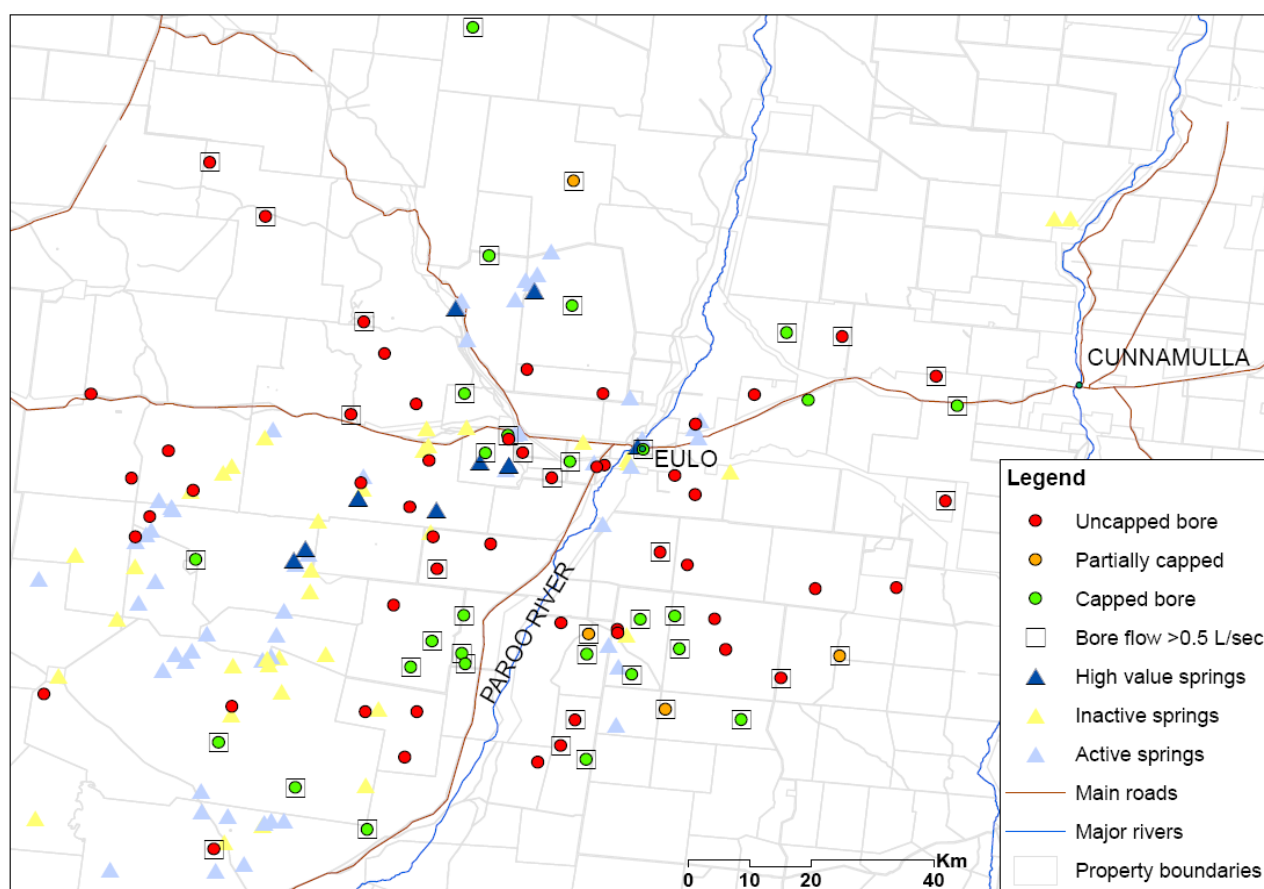 CUNNAMULLA
EULO
PAROO RIVER
Legend
Uncapped bore
Partially capped
Capped bore
Bore flow >0.5 L/sec
High value springs
Inactive springs
Active springs
Main roads
Major rivers
Property boundaries
Km
0 10 20 40